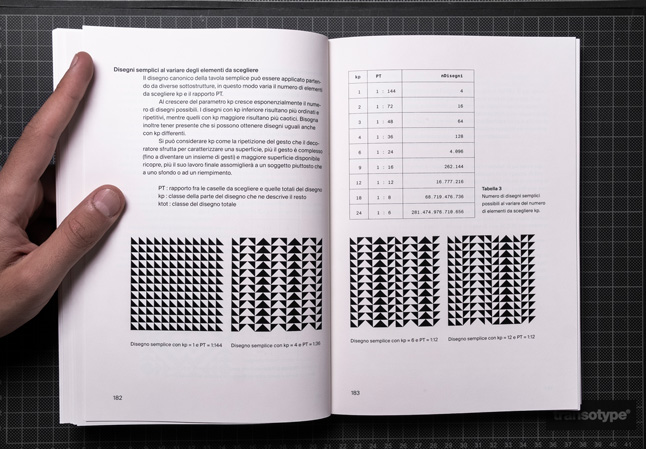 Disegni semplici al variare degli elementi da scegliere
Il disegno canonico della tavola semplice può essere applicato parten-
do da diverse sottostrutture, in questo modo varia il numero di elementi
da scegliere kp e il rapporto PT.
Al crescere del parametro kp cresce esponenzialmente il nume-
ro di disegni possibili. I disegni con kp inferiore risultano più ordinati e
ripetitivi, mentre quelli con kp maggiore risultano più caotici. Bisogna
inoltre tener presente che si possono ottenere disegni uguali anche
con kp differenti.
Si può considerare kp come la ripetizione del gesto che il deco-
ratore sfrutta per caratterizzare una superficie, più il gesto è complesso
(fino a diventare un insieme di gesti) e maggiore superficie disponibile
ricopre, più il suo lavoro finale assomiglierà a un soggetto piuttosto che
a uno sfondo o ad un riempimento.
PT : rapporto fra le caselle da scegliere e quelle totali del disegno
kp : classe della parte del disegno che ne descrive il resto
ktot : classe del disegno totale
Disegno semplice con kp = 1 e PT = 1:144
Disegno semplice con kp = 4 e PT = 1:36
182
kp PT nDisegni
1 1 : 144 4
2 1 : 72 16
3 1 : 48 64
4 1 : 36 128
6 1 : 24 4.096
9 1 : 16 262.144
12 1 : 12 16.777.216
18 1 : 8 68.719.476.736
24 1 : 6 281.474.976.710.656
Tabella 3
Numero di disegni semplici
possibili al variare del numero
di elementi da scegliere kp.
Disegno semplice con kp = 6 e PT = 1:12
Disegno semplice con kp = 12 e PT = 1:12
183
transotype®